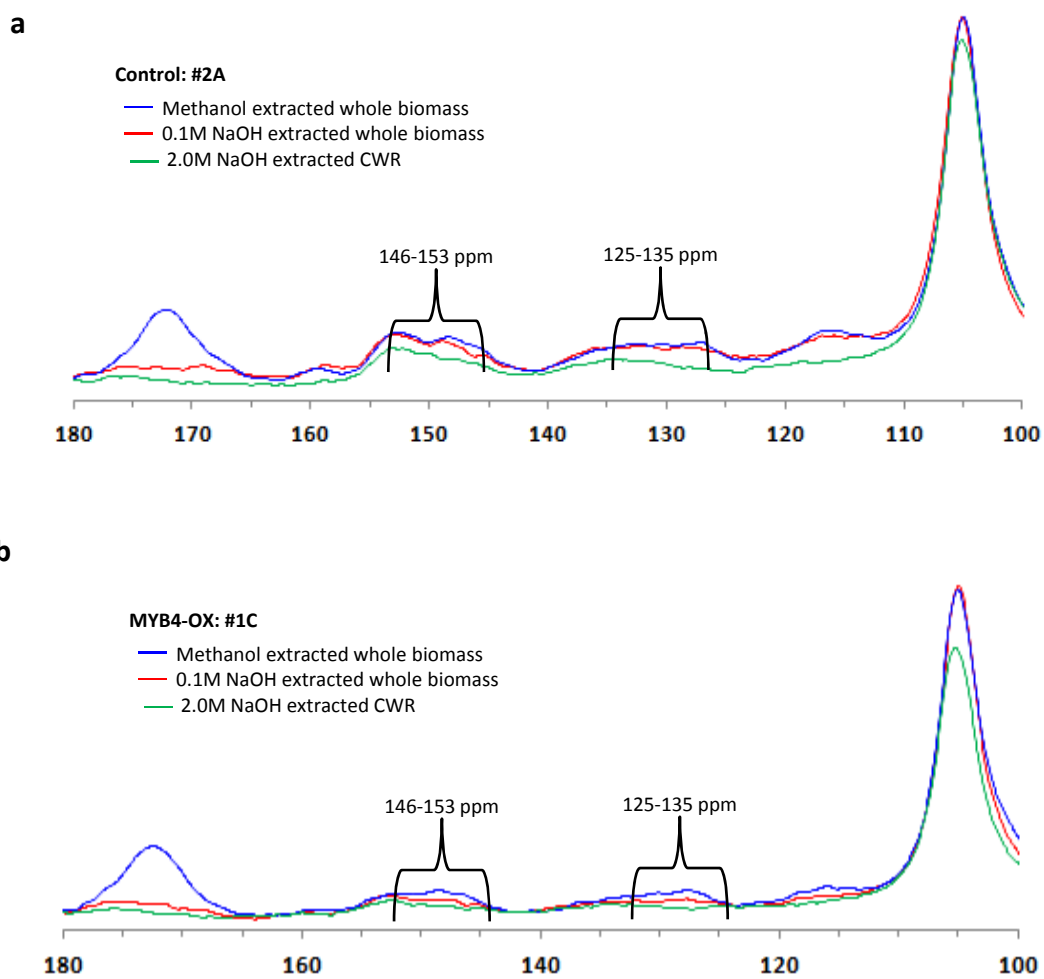 a
Control: #2A
Methanol extracted whole biomass
0.1M NaOH extracted whole biomass
2.0M NaOH extracted CWR
146-153 ppm
125-135 ppm
180 170 160 150 140 130 120 110 100
b
MYB4-OX: #1C
Methanol extracted whole biomass
0.1M NaOH extracted whole biomass
2.0M NaOH extracted CWR
146-153 ppm
125-135 ppm
180 160 140 120 100